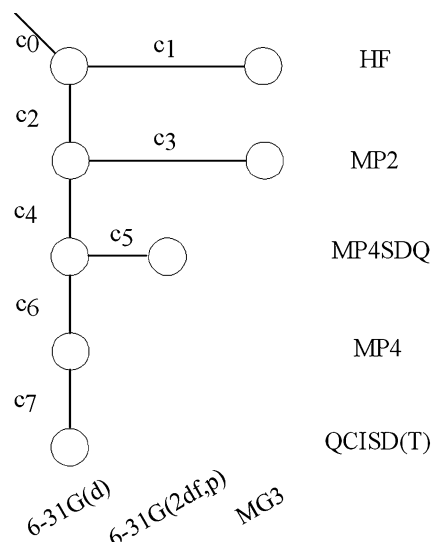 c0
c1
HF
c2
c3
MP2
c4
c5
MP4SDQ
c6
MP4
c7
QCISD(T)
6-31G(d)
6-31G(2df,p)
MG3